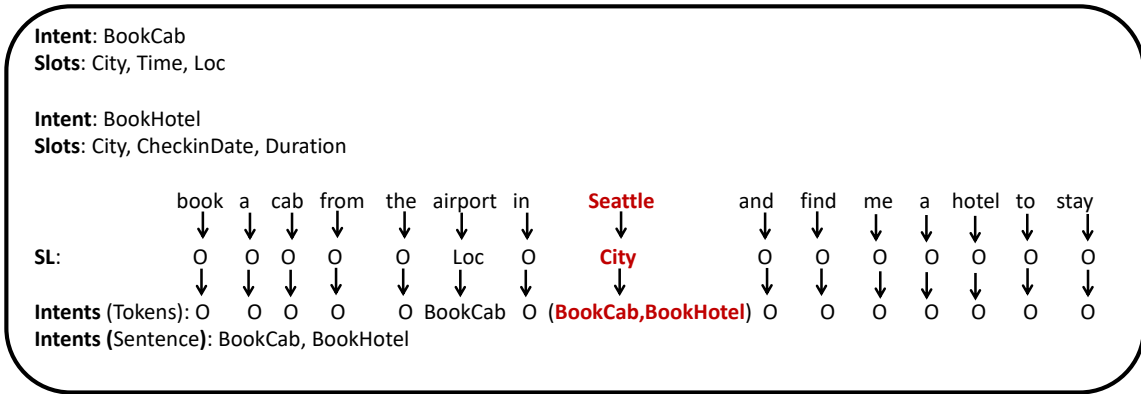 Intent: BookCab
Slots: City, Time, Loc
Intent: BookHotel
Slots: City, CheckinDate, Duration
book a cab from the airport in Seattle and find me a hotel to stay
SL: O O O O O Loc O City O O O O O O O
Intents (Tokens): O O O O O BookCab O (BookCab,BookHotel) O O O O O O O
Intents (Sentence): BookCab, BookHotel